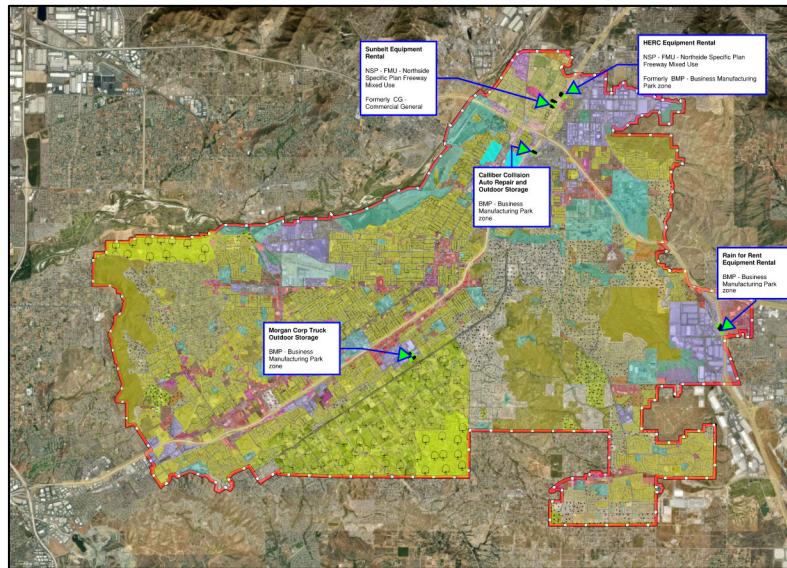 Sunbelt Equipment
Rental
NSP - FMU - Northside
Specific Plan Freeway
Mixed Use
Formerly CG -
Commercial General
HERC Equipment Rental
NSP - FMU - Northside
Specific Plan Freeway
Mixed Use
Formerly BMP - Business
Manufacturing Park
zone
Calliber Collision
Auto Repair and
Outdoor Storage
BMP - Business
Manufacturing Park
zone
Rain for Rent
Equipment Rental
BMP - Business
Manufacturing Park
zone
Morgan Corp Truck
Outdoor Storage
BMP - Business
Manufacturing Park
zone